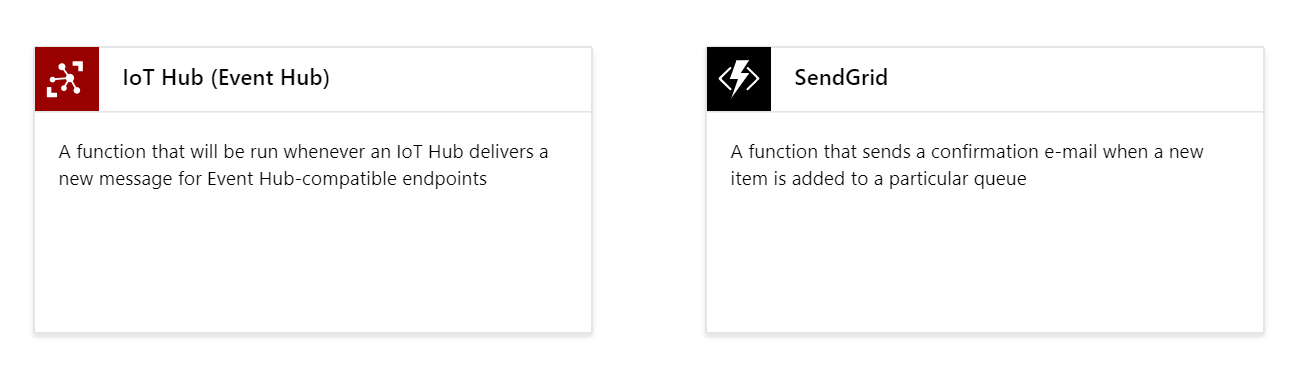 IoT Hub (Event Hub)
A function that will be run whenever an IoT Hub delivers a
new message for Event Hub-compatible endpoints
SendGrid
A function that sends a confirmation e-mail when a new
item is added to a particular queue